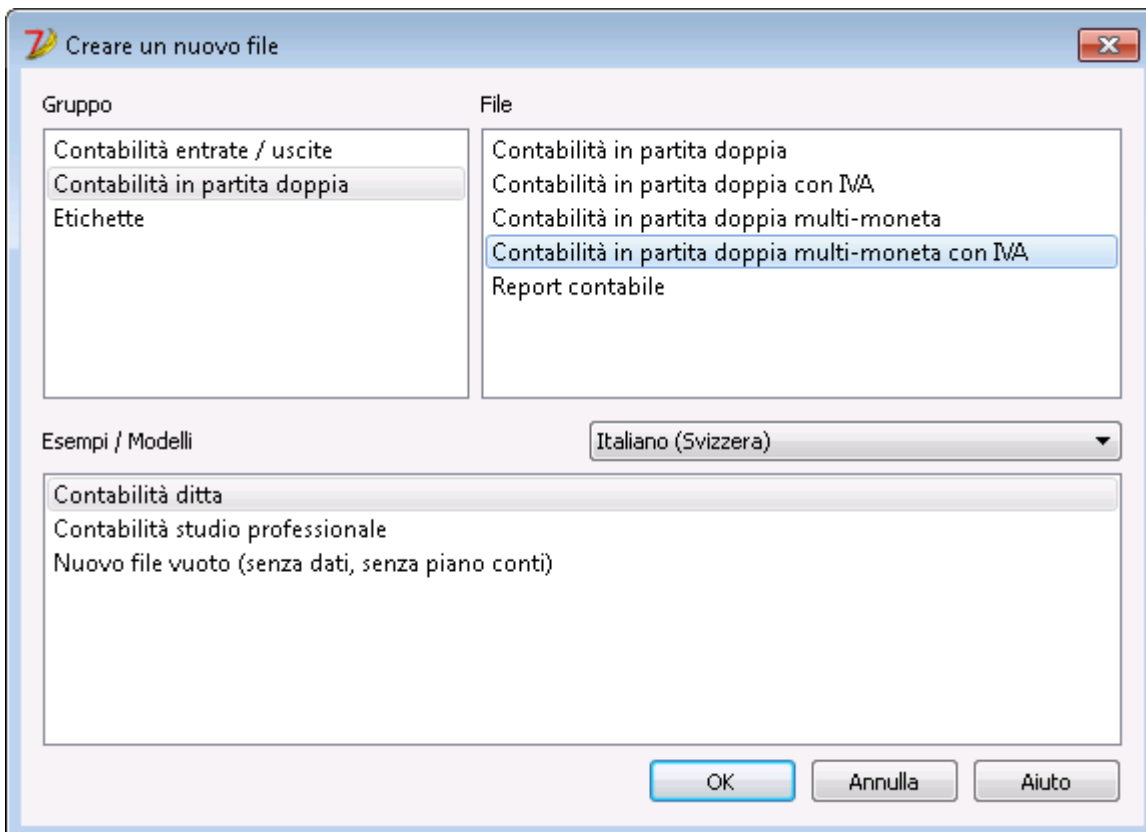 Creare un nuovo file
Gruppo
File
Contabilità entrate / uscite
Contabilità in partita doppia
Etichette
Contabilità in partita doppia
Contabilità in partita doppia con IVA
Contabilità in partita doppia multi-moneta
Contabilità in partita doppia multi-moneta con IVA
Report contabile
Esempi / Modelli
Italiano (Svizzera)
Contabilità ditta
Contabilità studio professionale
Nuovo file vuoto (senza dati, senza piano conti)
OK
Annulla
Aiuto